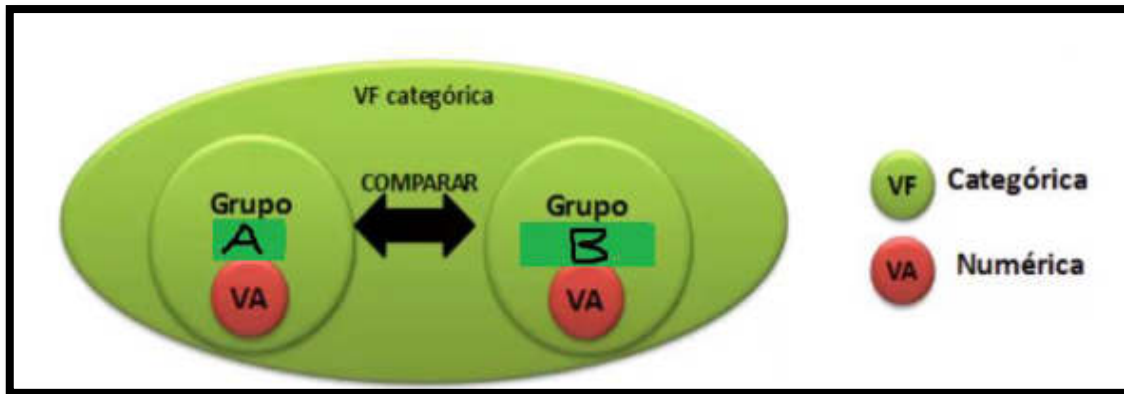 VF categórica
COMPARAR
Grupo
A
VA
Grupo
B
VA
VF Categórica
VA Numérica